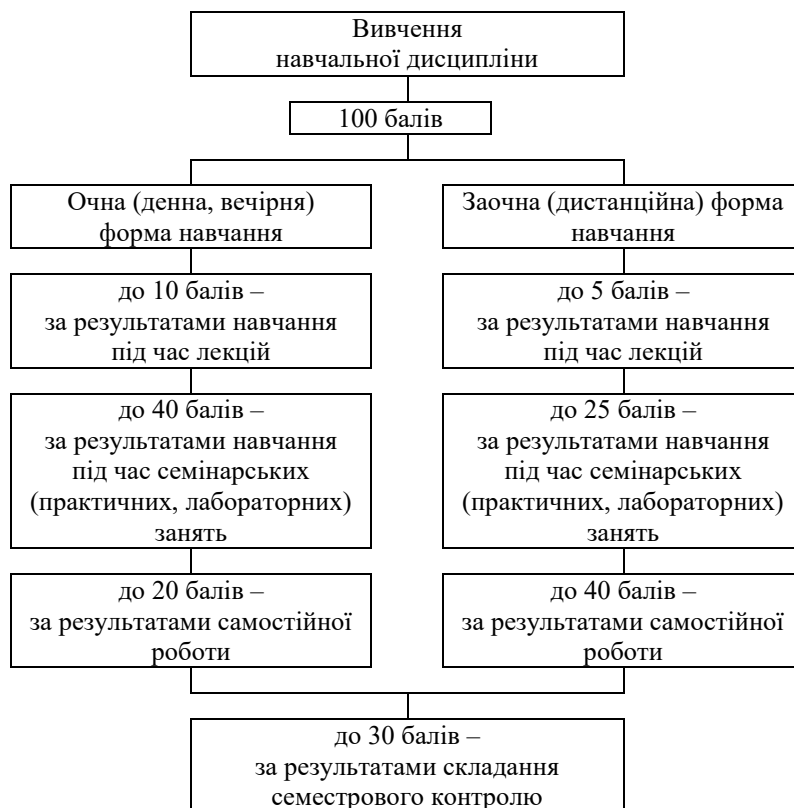 Вивчення
навчальної дисципліни
100 балів
Очна (денна, вечірня)
форма навчання
Заочна (дистанційна) форма
навчання
до 10 балів –
за результатами навчання
під час лекцій
до 5 балів –
за результатами навчання
під час лекцій
до 40 балів –
за результатами навчання
під час семінарських
(практичних, лабораторних)
занять
до 25 балів –
за результатами навчання
під час семінарських
(практичних, лабораторних)
занять
до 20 балів –
за результатами самостійної
роботи
до 40 балів –
за результатами самостійної
роботи
до 30 балів –
за результатами складання
семестрового контролю